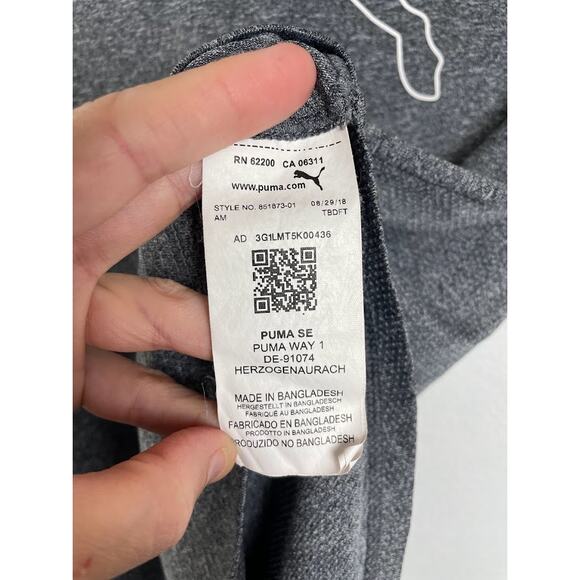 RN 62200 CA 06311
www.puma.com
STYLE NO. 851873-01 08/29/18
AM TBDFT
AD 3G1LMT5K00436
PUMA SE
PUMA WAY 1
DE-91074
HERZOGENAURACH
MADE IN BANGLADESH
HERGESTELLT IN BANGLADESCH
FABRIQUÉ AU BANGLADESH
FABRICADO EN BANGLADESH
PRODOTTO IN BANGLADESH
RODUZIDO NO BANGLADESH